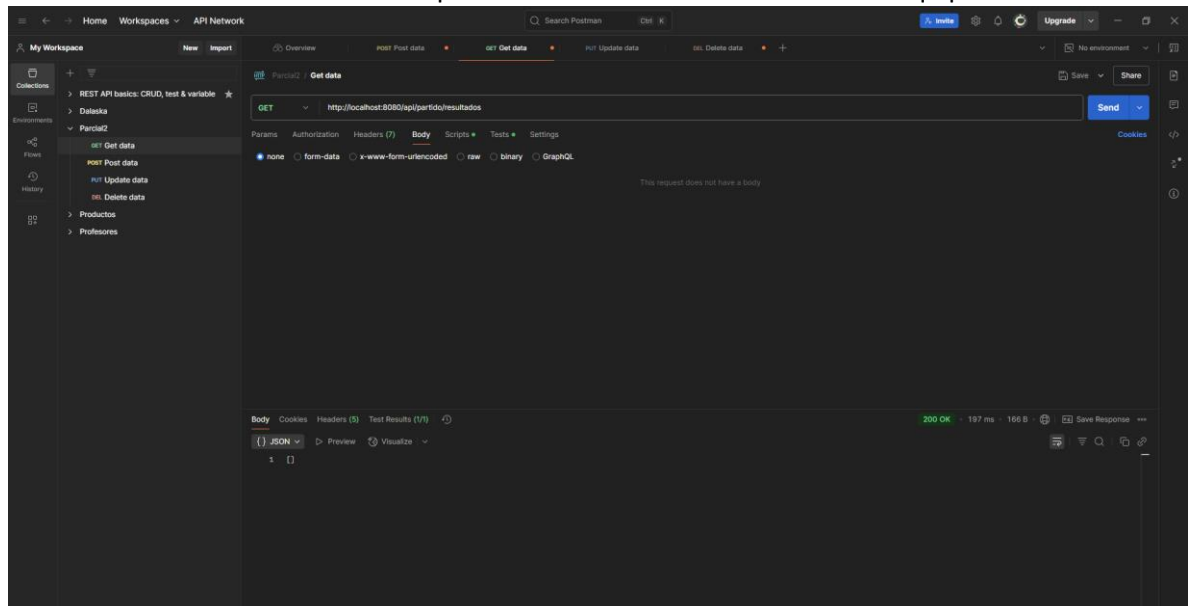 Home Workspaces API Network Search Postman Ctrl K Invite Upgrade
My Workspace New Import Overview POST Post data GET Get data PUT Update data DEL Delete data No environment
Collections
Environments
Flows
History
REST API basics: CRUD, test & variable
Dalaska
Parcial2
GET Get data
POST Post data
PUT Update data
DEL Delete data
Productos
Profesores
HTTP Parcial2 / Get data Save Share
GET http://localhost:8080/api/partido/resultados Send
Params Authorization Headers (7) Body Scripts Tests Settings Cookies
none form-data x-www-form-urlencoded raw binary GraphQL
This request does not have a body
Body Cookies Headers (5) Test Results (1/1) 200 OK 197 ms 166 B Save Response
{} JSON Preview Visualize
1 []